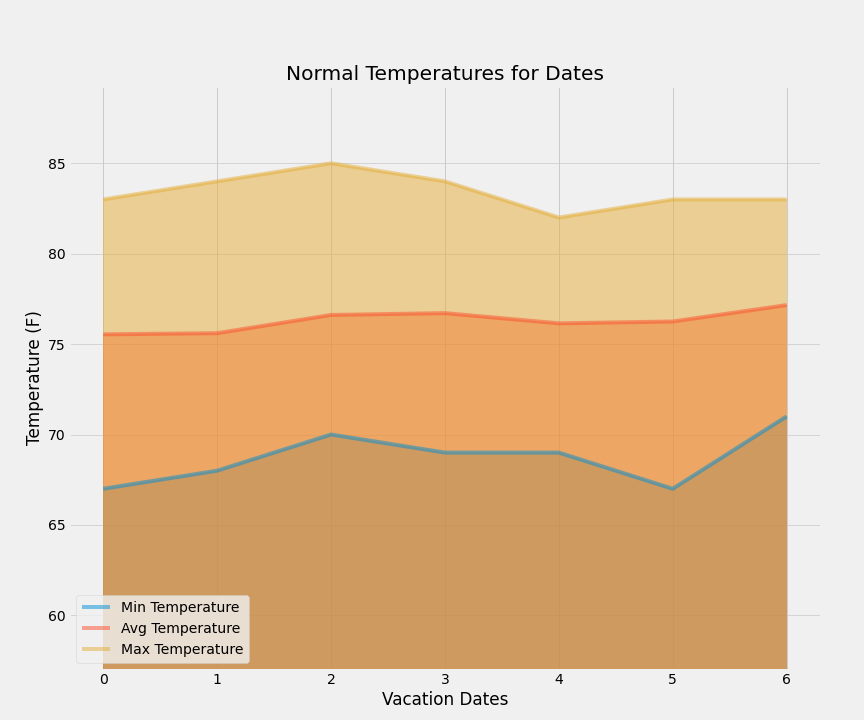 Normal Temperatures for Dates
Temperature (F)
85
80
75
70
65
60
Min Temperature
Avg Temperature
Max Temperature
0 1 2 3 4 5 6
Vacation Dates